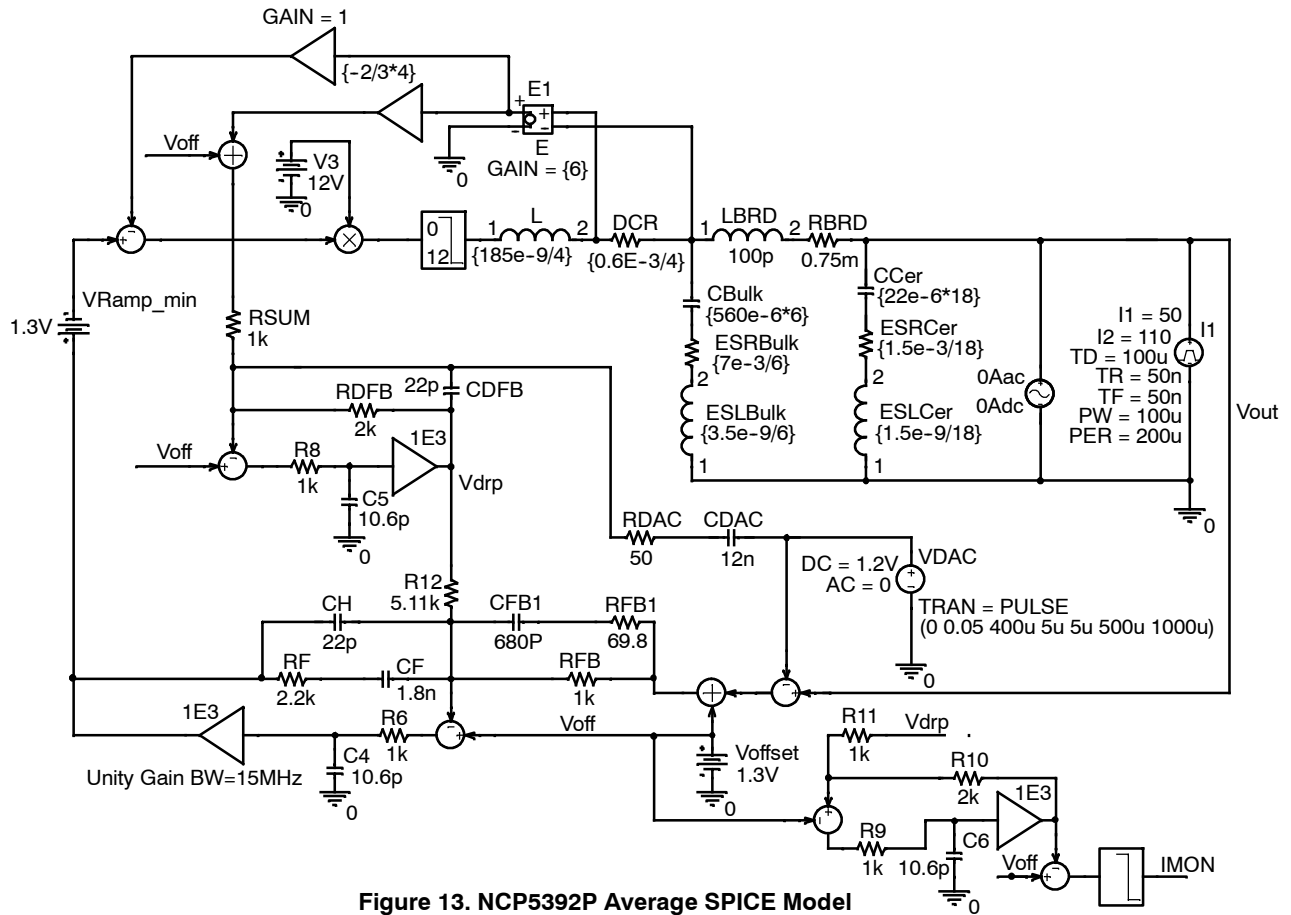 GAIN = 1
{-2/3*4}
E1
+
+
-
-
E
GAIN = {6}
0
Voff
+
V3
12V
0
+
-
×
0
12
1
L
2
{185e-9/4}
DCR
{0.6E-3/4}
1
LBRD
2
100p
RBRD
0.75m
CBulk
{560e-6*6}
ESRBulk
{7e-3/6}
2
ESLBulk
{3.5e-9/6}
1
CCer
{22e-6*18}
ESRCer
{1.5e-3/18}
2
ESLCer
{1.5e-9/18}
1
0Aac
0Adc
I1 = 50
I2 = 110
TD = 100u
TR = 50n
TF = 50n
PW = 100u
PER = 200u
I1
Vout
0
VRamp_min
1.3V
RSUM
1k
22p
CDFB
RDFB
2k
Voff
+
-
R8
1k
1E3
C5
10.6p
0
Vdrp
RDAC
50
CDAC
12n
DC = 1.2V
AC = 0
VDAC
+
-
TRAN = PULSE
(0 0.05 400u 5u 5u 500u 1000u)
0
R12
5.11k
CH
22p
CFB1
680P
RFB1
69.8
RF
2.2k
CF
1.8n
RFB
1k
+
-
+
1E3
Unity Gain BW=15MHz
R6
1k
C4
10.6p
0
-
+
Voff
Voffset
1.3V
0
R11
1k
Vdrp
R10
2k
+
-
R9
1k
1E3
C6
10.6p
0
Voff
+
-
IMON
Figure 13. NCP5392P Average SPICE Model